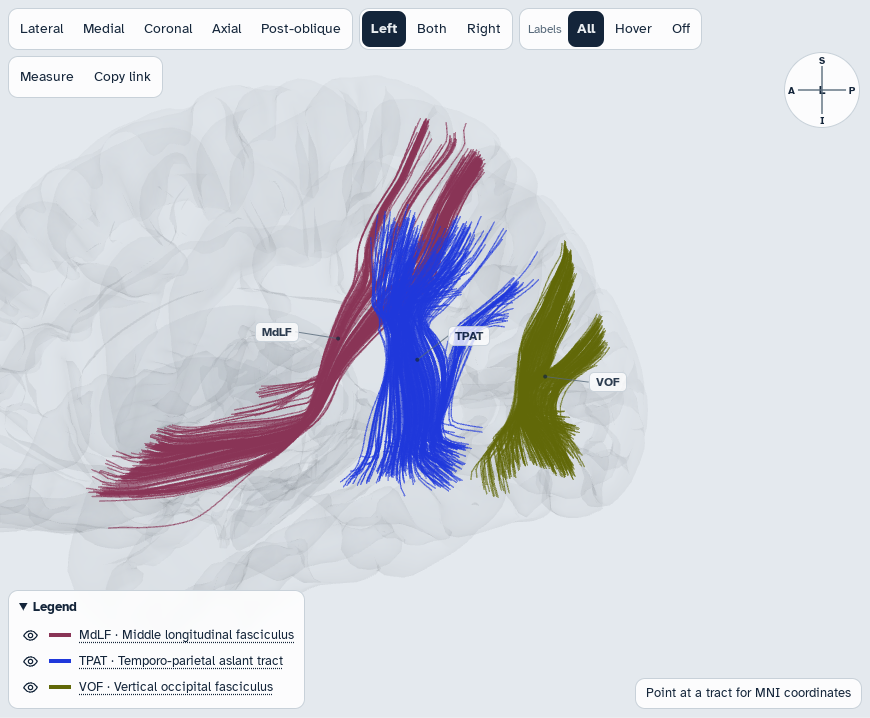 Lateral Medial Coronal Axial Post-oblique Left Both Right Labels All Hover Off
Measure Copy link
S
A L P
I
MdLF
TPAT
VOF
▼ Legend
MdLF · Middle longitudinal fasciculus
TPAT · Temporo-parietal aslant tract
VOF · Vertical occipital fasciculus
Point at a tract for MNI coordinates